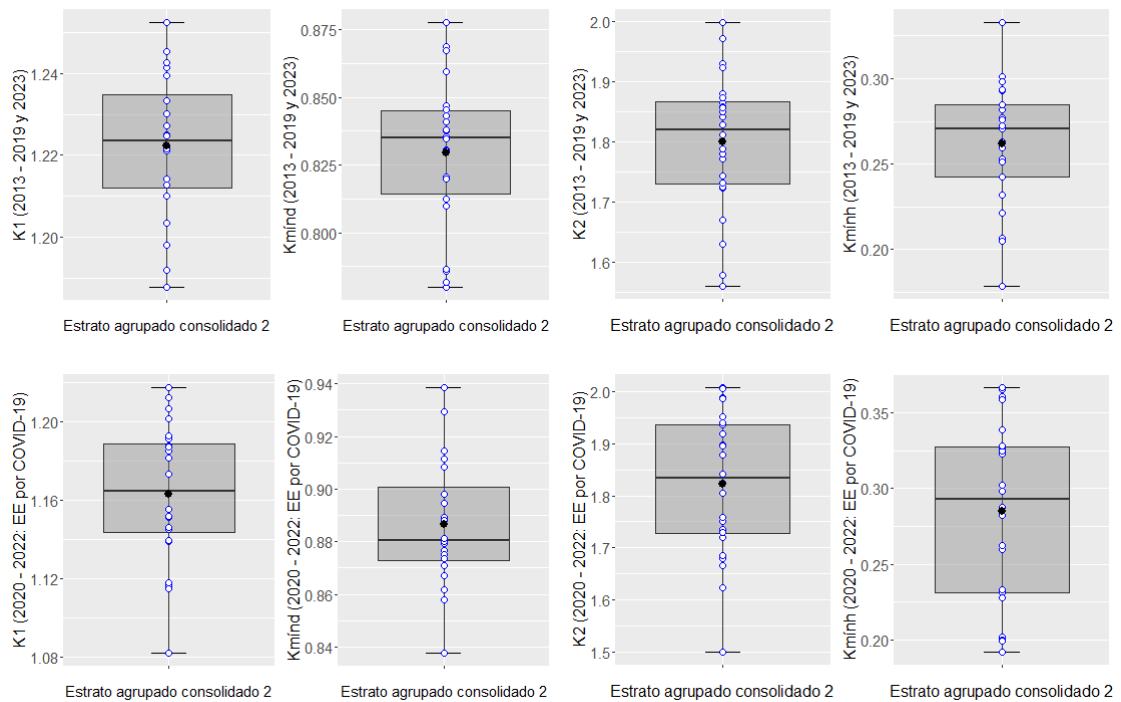 K1 (2013 - 2019 y 2023)
1.24
1.22
1.20
Estrato agrupado consolidado 2
Kmínd (2013 - 2019 y 2023)
0.875
0.850
0.825
0.800
Estrato agrupado consolidado 2
K2 (2013 - 2019 y 2023)
2.0
1.9
1.8
1.7
1.6
Estrato agrupado consolidado 2
Kmính (2013 - 2019 y 2023)
0.30
0.25
0.20
Estrato agrupado consolidado 2
K1 (2020 - 2022: EE por COVID-19)
1.20
1.16
1.12
1.08
Estrato agrupado consolidado 2
Kmínd (2020 - 2022: EE por COVID-19)
0.94
0.92
0.90
0.88
0.86
0.84
Estrato agrupado consolidado 2
K2 (2020 - 2022: EE por COVID-19)
2.0
1.9
1.8
1.7
1.6
1.5
Estrato agrupado consolidado 2
Kmính (2020 - 2022: EE por COVID-19)
0.35
0.30
0.25
0.20
Estrato agrupado consolidado 2